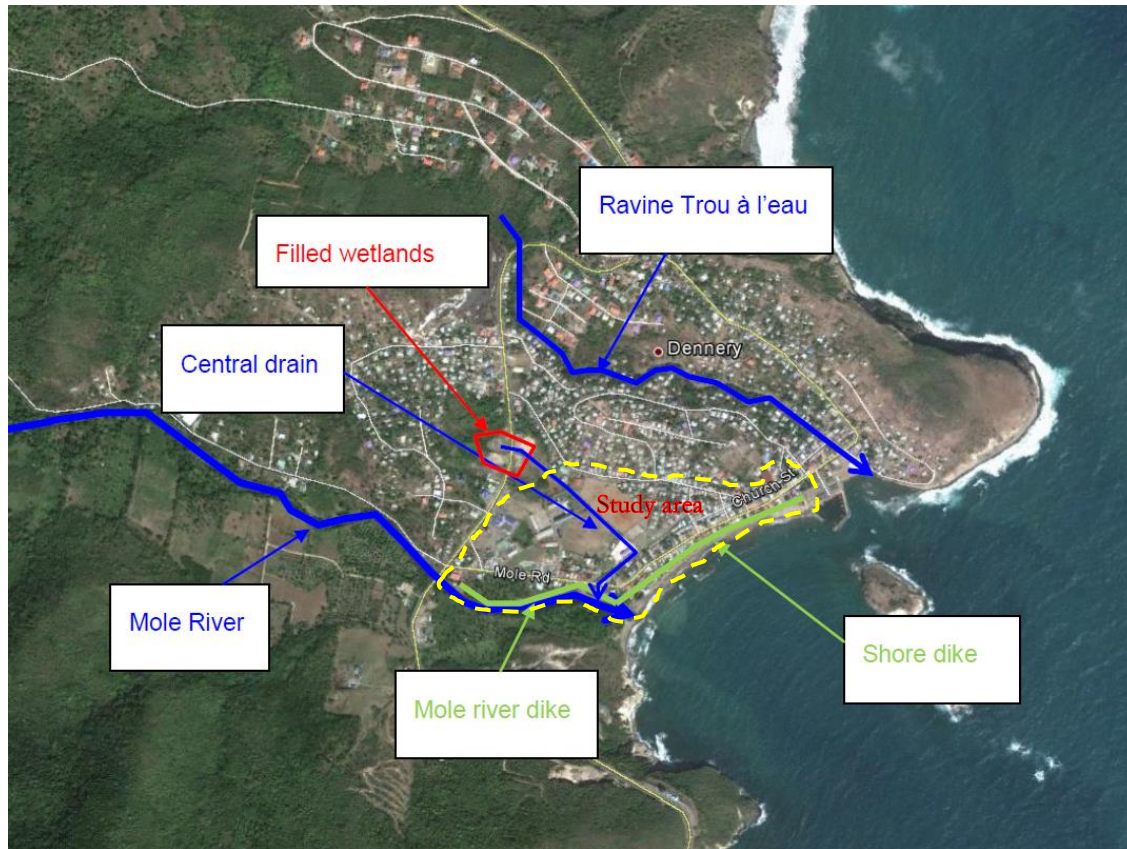 Ravine Trou à l'eau
Filled wetlands
Central drain
Dennery
Study area
Church St
Mole Rd
Mole River
Mole river dike
Shore dike